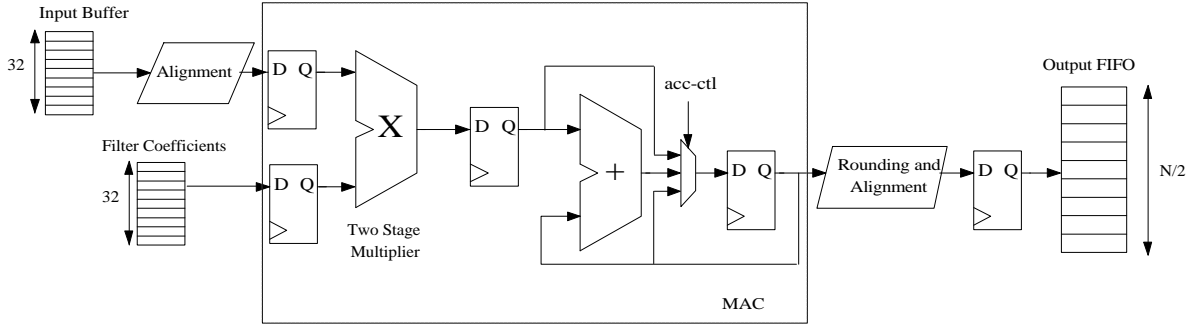 Input Buffer
32
Alignment
D Q
Filter Coefficients
32
D Q
X
Two Stage
Multiplier
D Q
+
acc-ctl
D Q
MAC
Rounding and
Alignment
D Q
Output FIFO
N/2